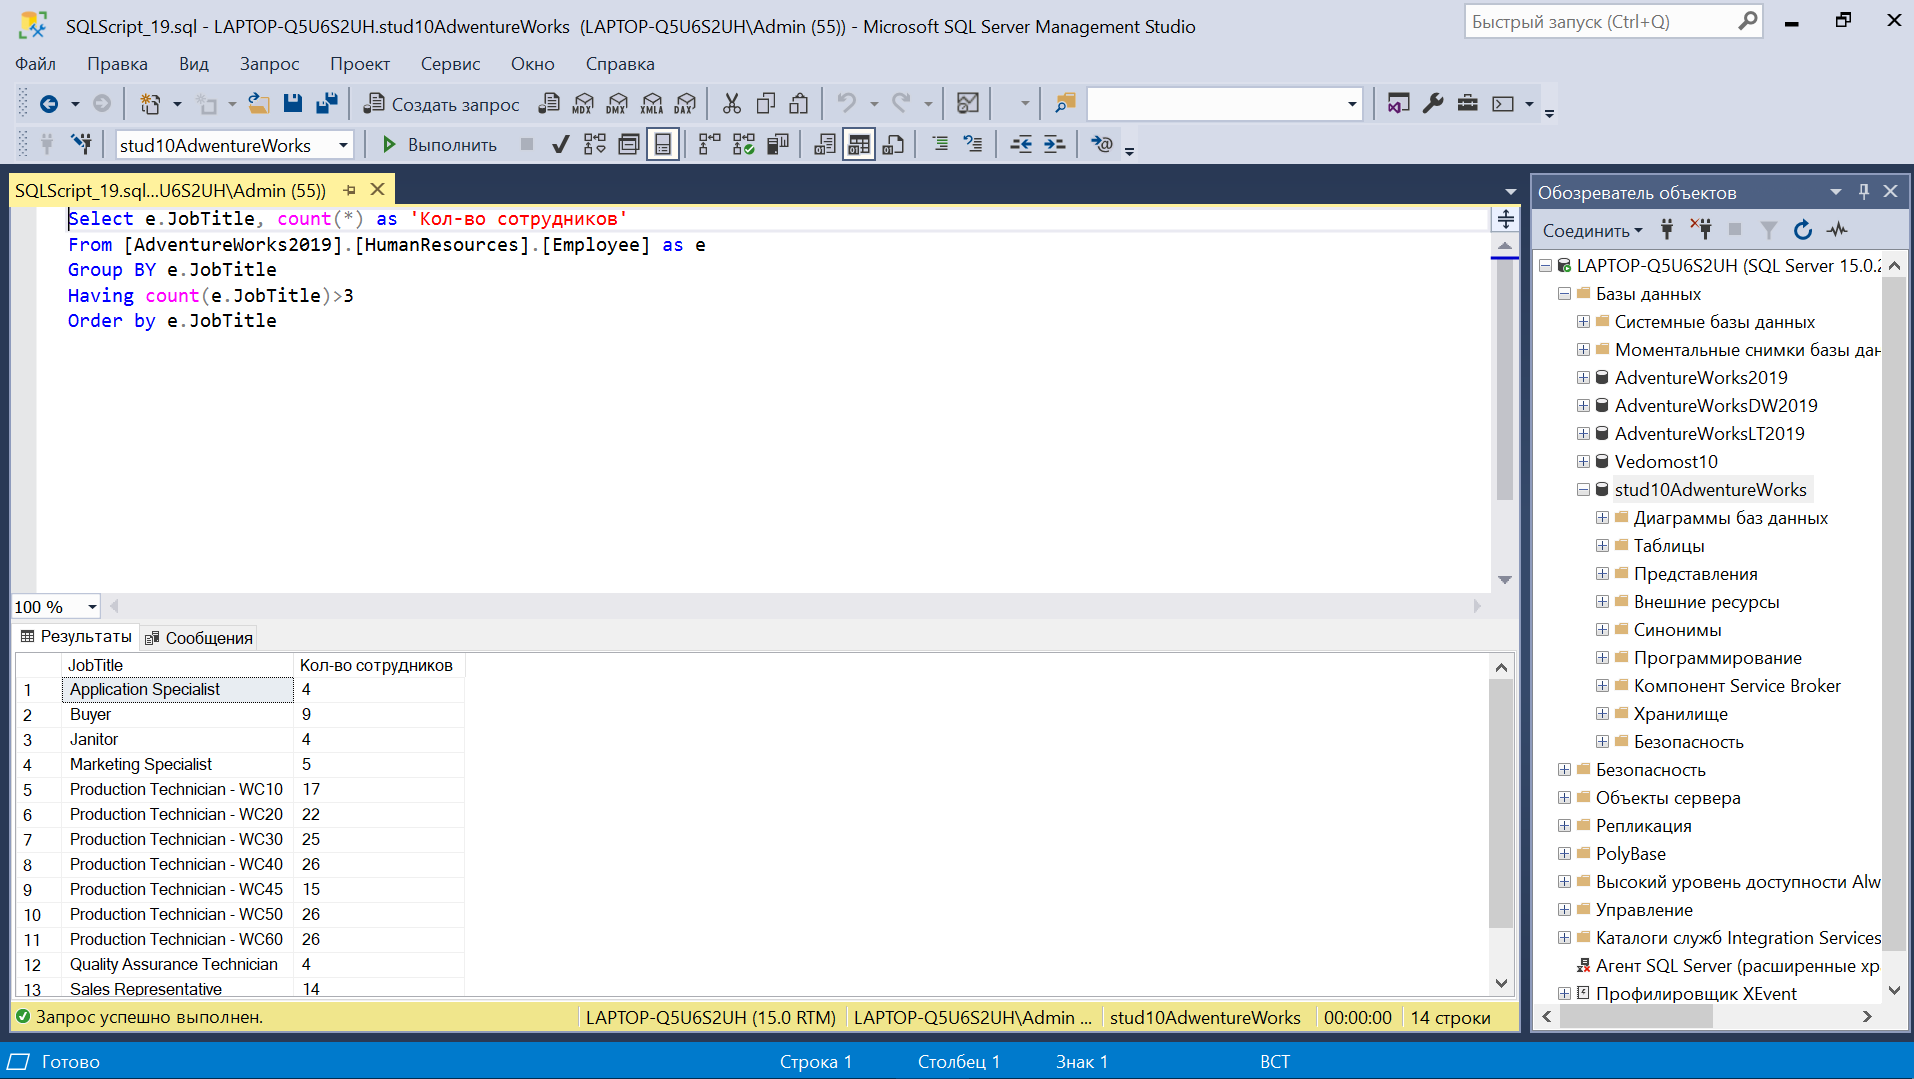 SQLScript_19.sql - LAPTOP-Q5U6S2UH.stud10AdwentureWorks (LAPTOP-Q5U6S2UH\Admin (55)) - Microsoft SQL Server Management Studio
Быстрый запуск (Ctrl+Q)
Файл Правка Вид Запрос Проект Сервис Окно Справка
Создать запрос MDX DMX XMLA DAX
stud10AdwentureWorks Выполнить
SQLScript_19.sql...U6S2UH\Admin (55))
Select e.JobTitle, count(*) as 'Кол-во сотрудников'
From [AdventureWorks2019].[HumanResources].[Employee] as e
Group BY e.JobTitle
Having count(e.JobTitle)>3
Order by e.JobTitle
100 %
Результаты Сообщения
JobTitle Кол-во сотрудников
1 Application Specialist 4
2 Buyer 9
3 Janitor 4
4 Marketing Specialist 5
5 Production Technician - WC10 17
6 Production Technician - WC20 22
7 Production Technician - WC30 25
8 Production Technician - WC40 26
9 Production Technician - WC45 15
10 Production Technician - WC50 26
11 Production Technician - WC60 26
12 Quality Assurance Technician 4
13 Sales Representative 14
Запрос успешно выполнен. LAPTOP-Q5U6S2UH (15.0 RTM) LAPTOP-Q5U6S2UH\Admin ... stud10AdwentureWorks 00:00:00 14 строки
Обозреватель объектов
Соединить
LAPTOP-Q5U6S2UH (SQL Server 15.0.2
Базы данных
Системные базы данных
Моментальные снимки базы дан
AdventureWorks2019
AdventureWorksDW2019
AdventureWorksLT2019
Vedomost10
stud10AdwentureWorks
Диаграммы баз данных
Таблицы
Представления
Внешние ресурсы
Синонимы
Программирование
Компонент Service Broker
Хранилище
Безопасность
Безопасность
Объекты сервера
Репликация
PolyBase
Высокий уровень доступности Alw
Управление
Каталоги служб Integration Services
Агент SQL Server (расширенные хр
Профилировщик XEvent
Готово Строка 1 Столбец 1 Знак 1 ВСТ